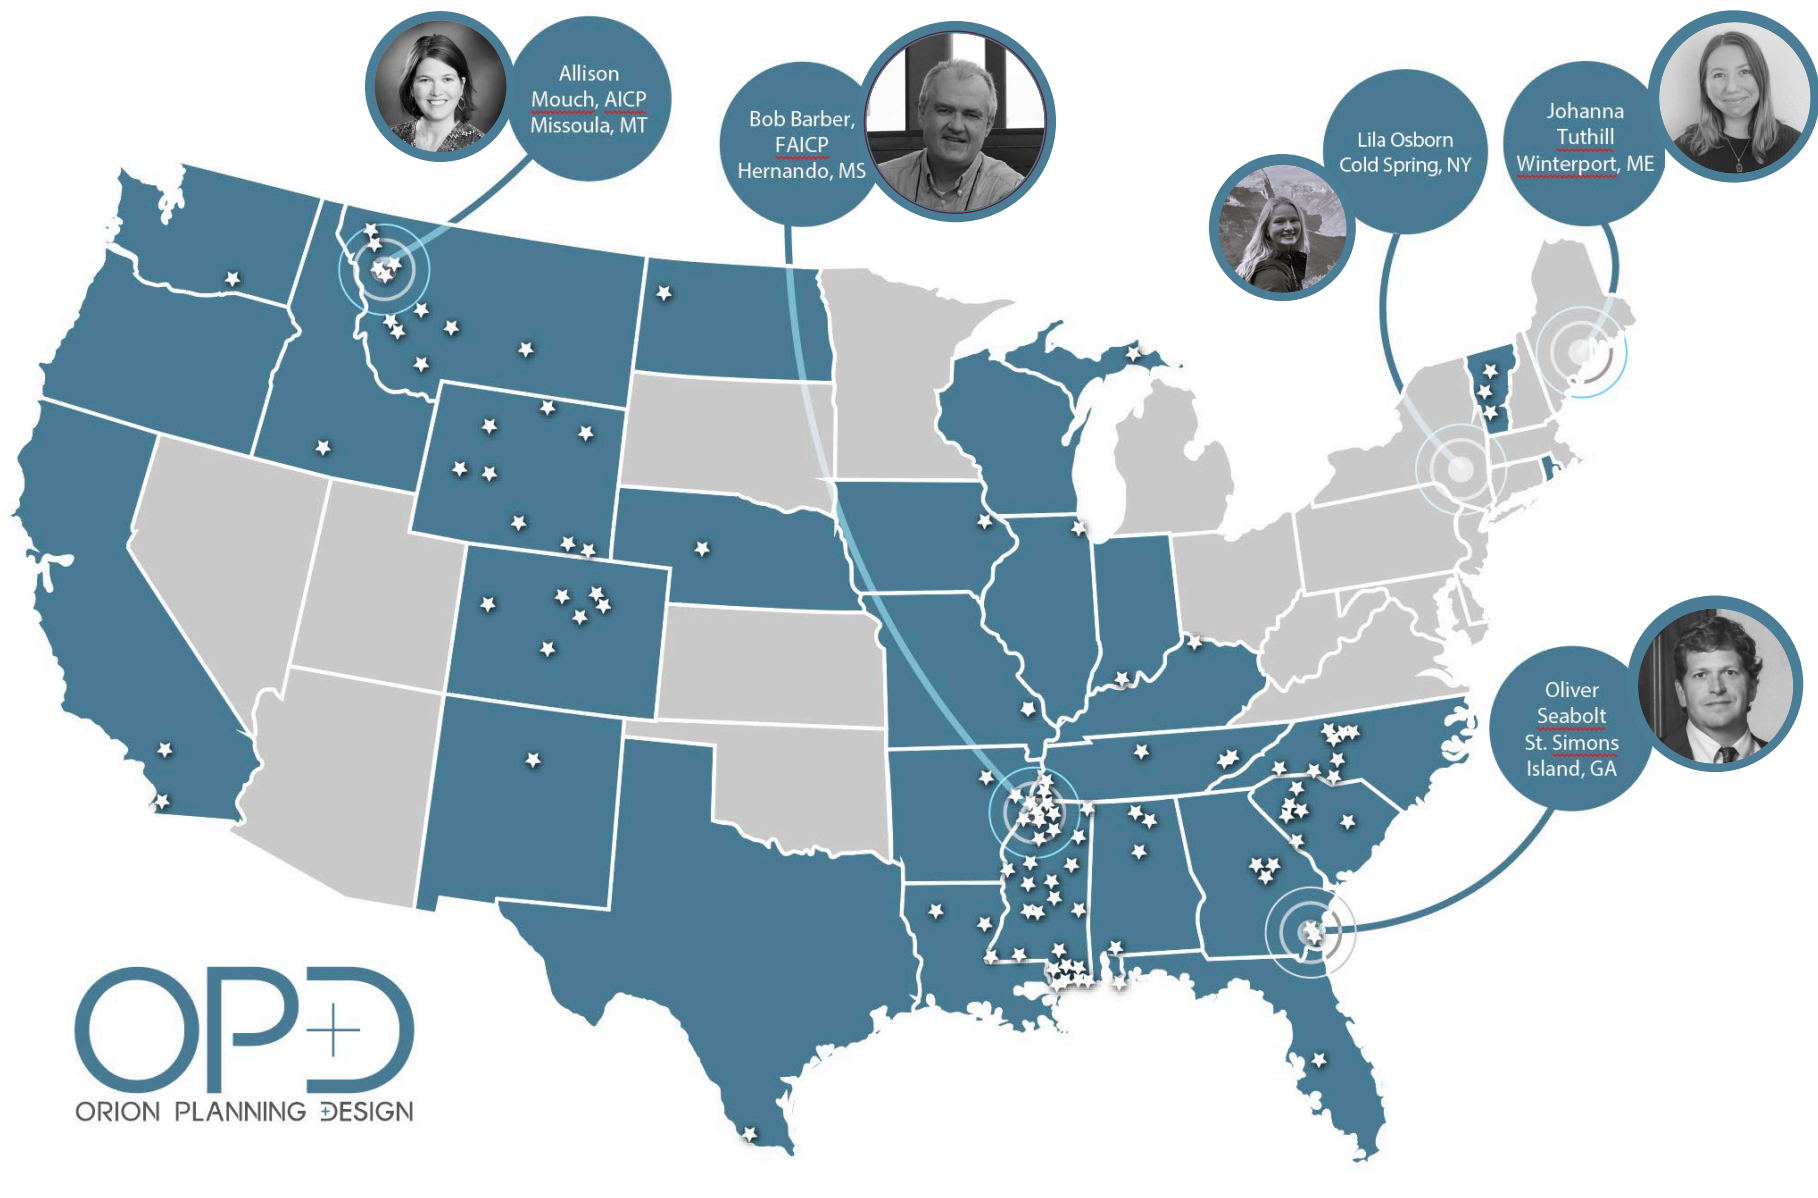 Allison
Mouch, AICP
Missoula, MT
Bob Barber,
FAICP
Hernando, MS
Lila Osborn
Cold Spring, NY
Johanna
Tuthill
Winterport, ME
Oliver
Seabolt
St. Simons
Island, GA
OPD
ORION PLANNING +DESIGN